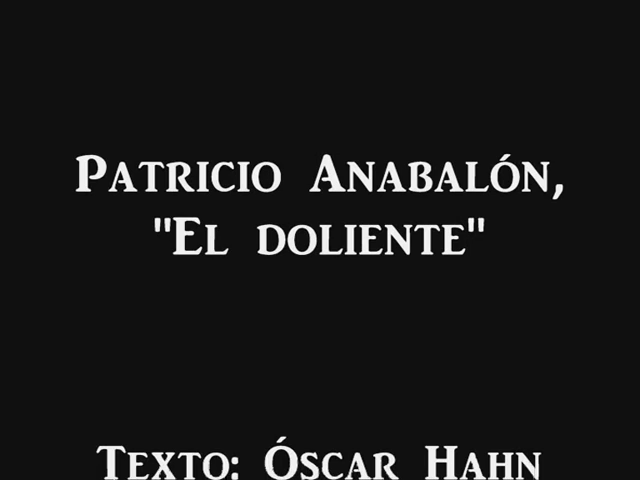 Patricio Anabalón,
"El doliente"
Texto: Óscar Hahn